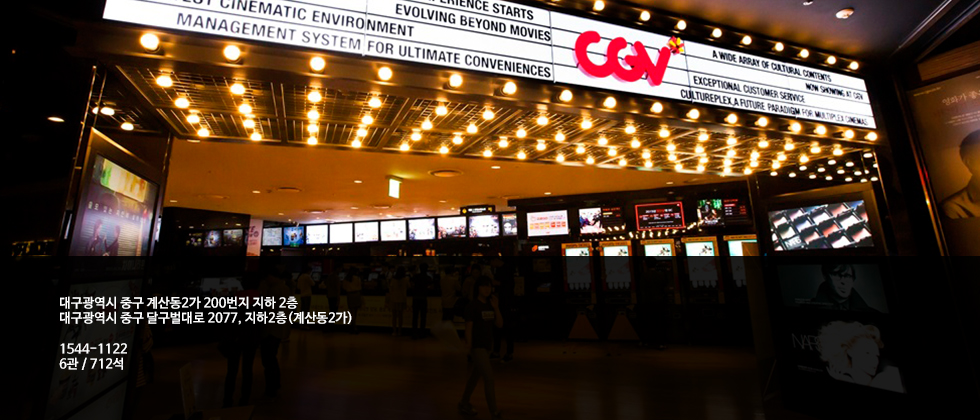 CINEMATIC ENVIRONMENT
MANAGEMENT SYSTEM FOR ULTIMATE CONVENIENCES
EXPERIENCE STARTS
EVOLVING BEYOND MOVIES
CGV
A WIDE ARRAY OF CULTURAL CONTENTS
NOW SHOWING AT CGV
EXCEPTIONAL CUSTOMER SERVICE
CULTUREPLEX, A FUTURE PARADIGM FOR MULTIPLEX CINEMAS
대구광역시 중구 계산동2가 200번지 지하 2층
대구광역시 중구 달구벌대로 2077, 지하2층(계산동2가)
1544-1122
6관 / 712석